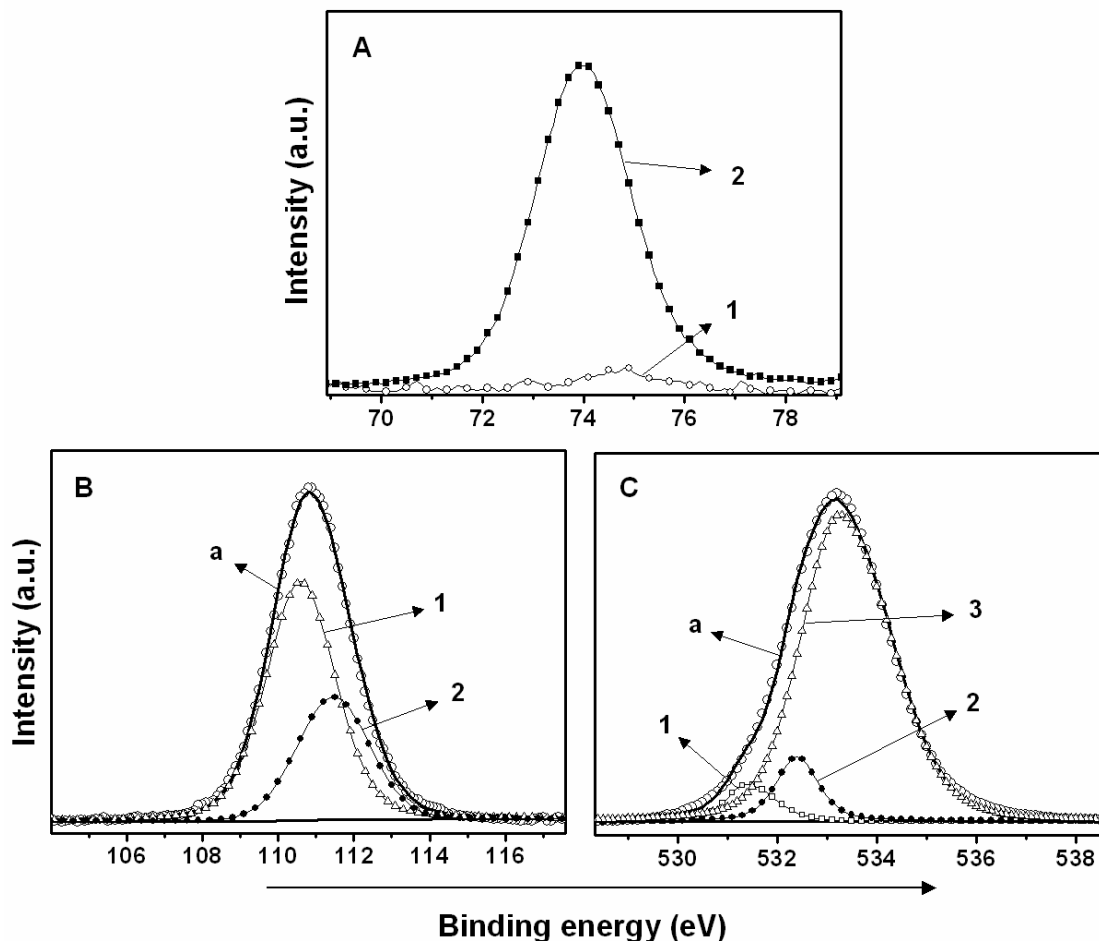 A
Intensity (a.u.)
2
1
70 72 74 76 78
B
a
1
2
Intensity (a.u.)
106 108 110 112 114 116
C
a
3
1
2
530 532 534 536 538
Binding energy (eV)